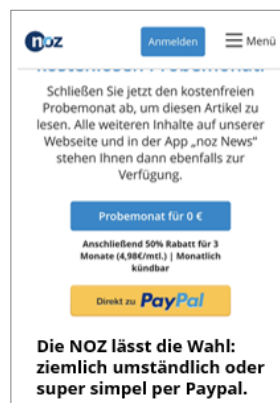 noz
Anmelden
Menü
kostenlosen Probemonat.
Schließen Sie jetzt den kostenfreien
Probemonat ab, um diesen Artikel zu
lesen. Alle weiteren Inhalte auf unserer
Webseite und in der App „noz News“
stehen Ihnen dann ebenfalls zur
Verfügung.
Probemonat für 0 €
Anschließend 50% Rabatt für 3
Monate (4,98€/mtl.) | Monatlich
kündbar
Direkt zu PayPal
Die NOZ lässt die Wahl:
ziemlich umständlich oder
super simpel per Paypal.